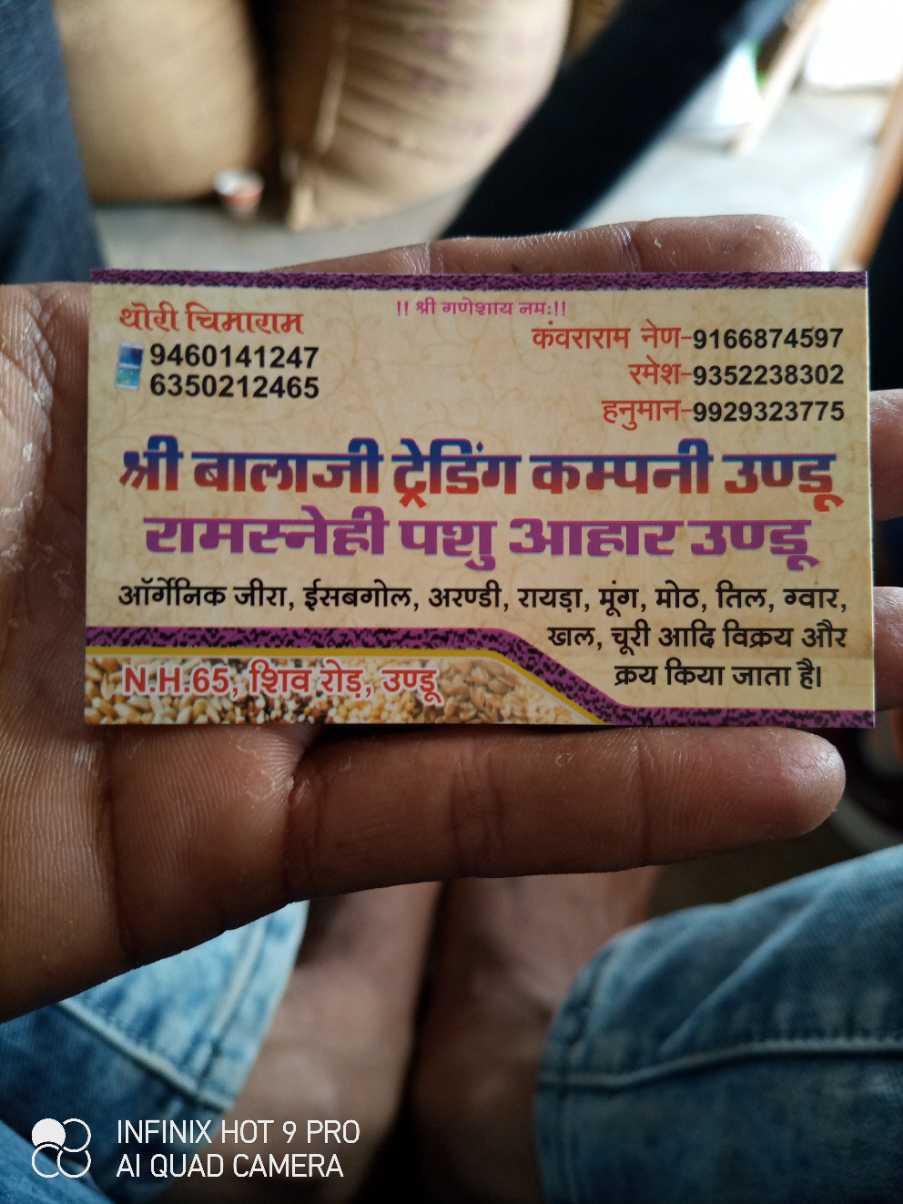 !! श्री गणेशाय नमः!!
थोरी चिमाराम
9460141247
6350212465
कंवराराम नेण-9166874597
रमेश-9352238302
हनुमान-9929323775
श्री बालाजी ट्रेडिंग कम्पनी उण्डू
रामस्नेही पशु आहार उण्डू
ऑर्गेनिक जीरा, ईसबगोल, अरण्डी, रायड़ा, मूंग, मोठ, तिल, ग्वार,
खल, चूरी आदि विक्रय और
क्रय किया जाता है।
N.H.65, शिव रोड़, उण्डू
INFINIX HOT 9 PRO
AI QUAD CAMERA